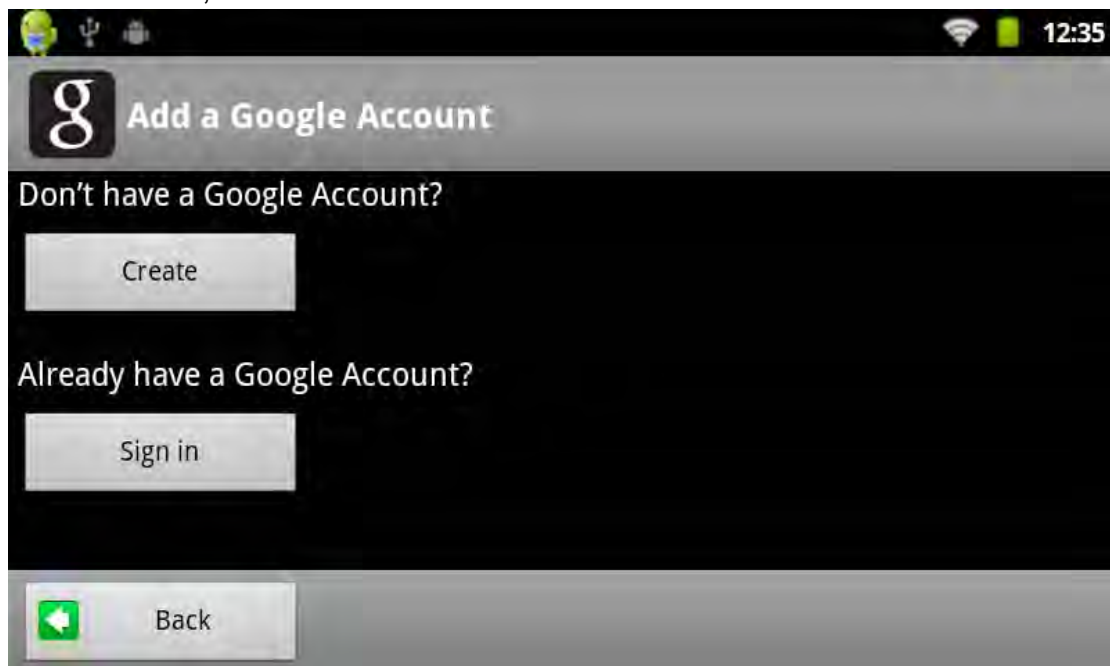 12:35
g Add a Google Account
Don't have a Google Account?
Create
Already have a Google Account?
Sign in
Back